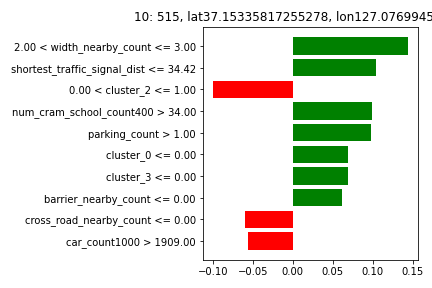 10: 515, lat37.15335817255278, lon127.0769945
2.00 < width_nearby_count <= 3.00
shortest_traffic_signal_dist <= 34.42
0.00 < cluster_2 <= 1.00
num_cram_school_count400 > 34.00
parking_count > 1.00
cluster_0 <= 0.00
cluster_3 <= 0.00
barrier_nearby_count <= 0.00
cross_road_nearby_count <= 0.00
car_count1000 > 1909.00
−0.10 −0.05 0.00 0.05 0.10 0.15